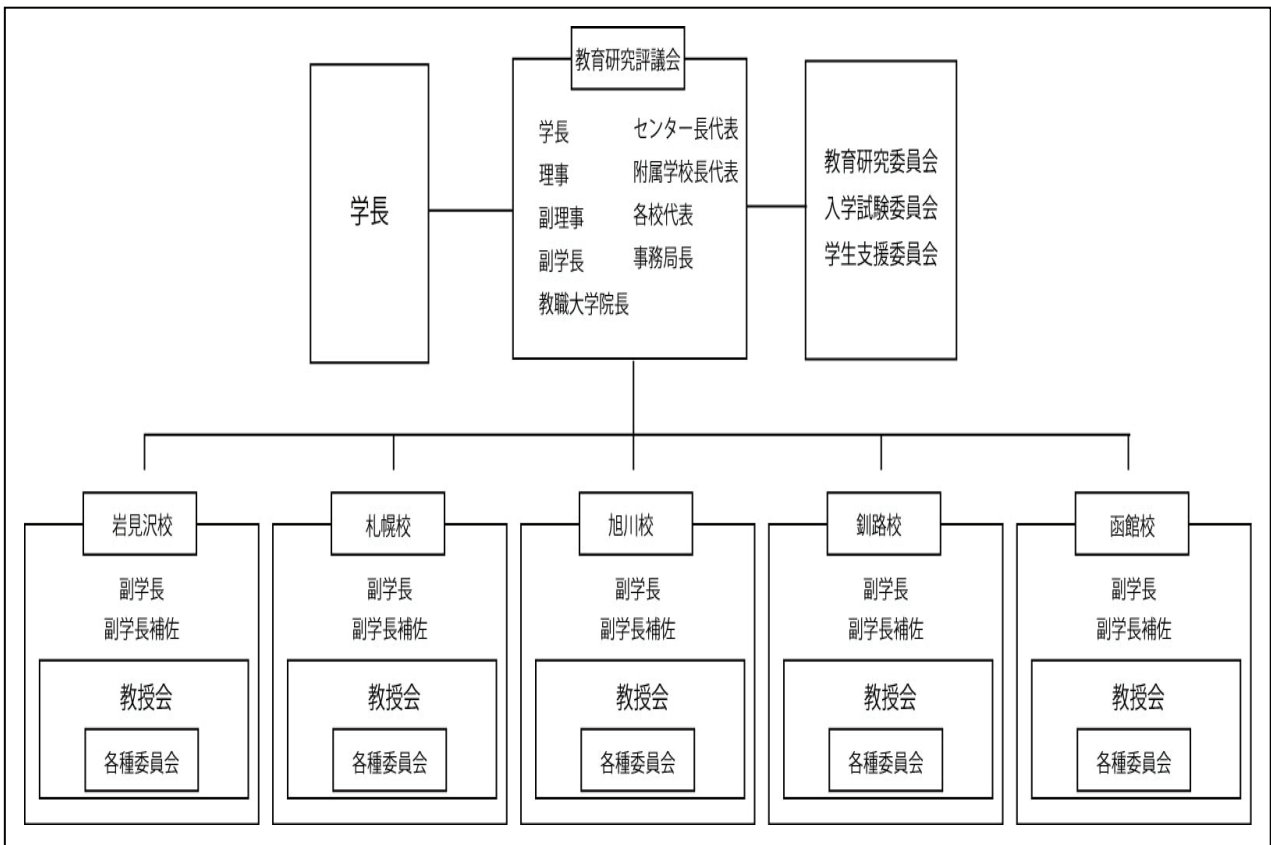 学長
教育研究評議会
学長
理事
副理事
副学長
教職大学院長
センター長代表
附属学校長代表
各校代表
事務局長
教育研究委員会
入学試験委員会
学生支援委員会
岩見沢校
副学長
副学長補佐
教授会
各種委員会
札幌校
副学長
副学長補佐
教授会
各種委員会
旭川校
副学長
副学長補佐
教授会
各種委員会
釧路校
副学長
副学長補佐
教授会
各種委員会
函館校
副学長
副学長補佐
教授会
各種委員会